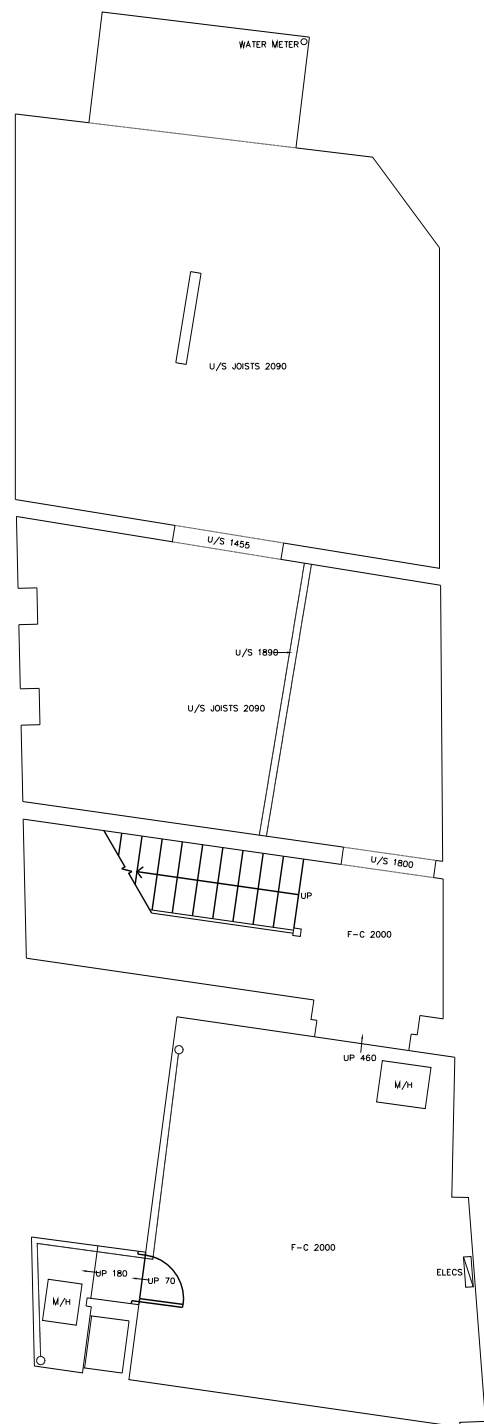 WATER METER
U/S JOISTS 2090
U/S 1455
U/S 1890
U/S JOISTS 2090
U/S 1800
UP
F-C 2000
UP 460
M/H
F-C 2000
ELECS
UP 180
UP 70
M/H